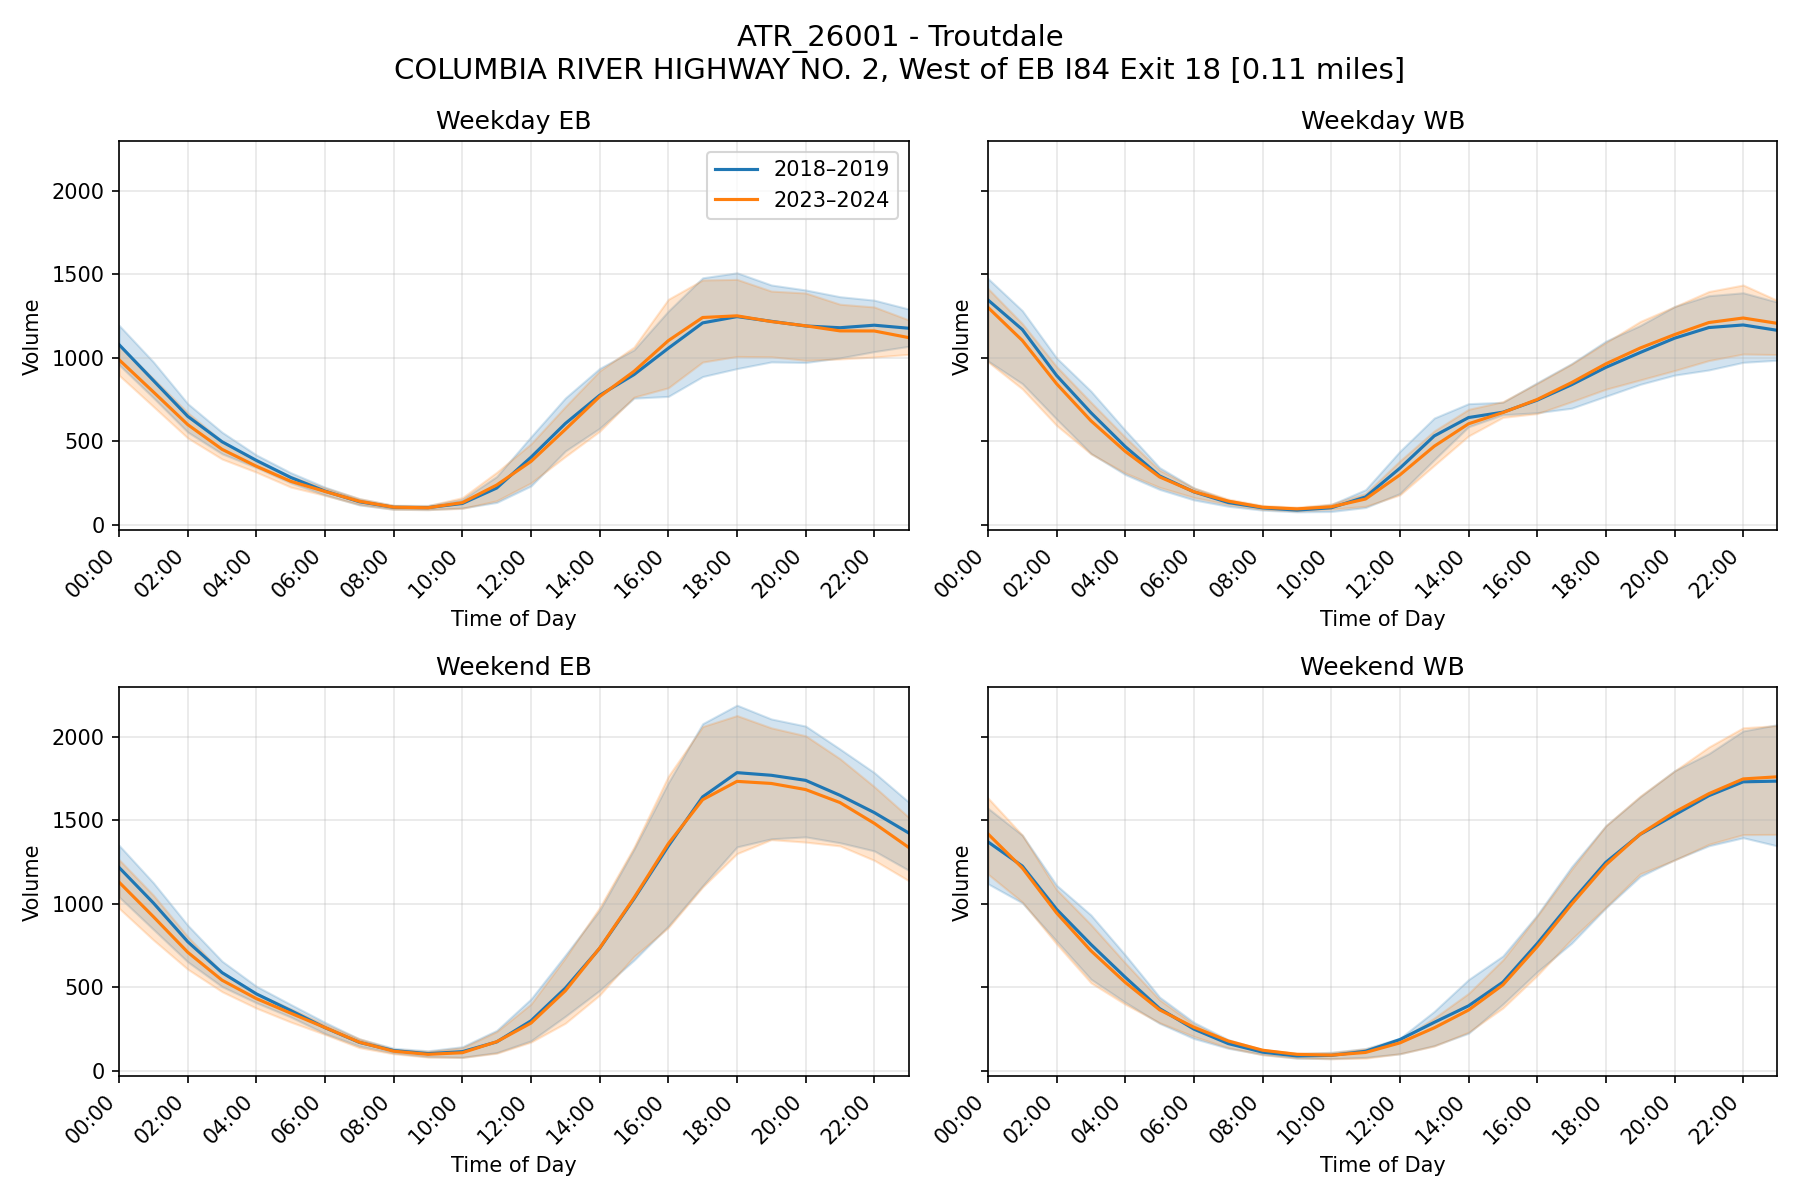 ATR_26001 - Troutdale
COLUMBIA RIVER HIGHWAY NO. 2, West of EB I84 Exit 18 [0.11 miles]
Weekday EB
2018–2019
2023–2024
Volume
2000
1500
1000
500
0
00:00 02:00 04:00 06:00 08:00 10:00 12:00 14:00 16:00 18:00 20:00 22:00
Time of Day
Weekday WB
Volume
00:00 02:00 04:00 06:00 08:00 10:00 12:00 14:00 16:00 18:00 20:00 22:00
Time of Day
Weekend EB
Volume
2000
1500
1000
500
0
00:00 02:00 04:00 06:00 08:00 10:00 12:00 14:00 16:00 18:00 20:00 22:00
Time of Day
Weekend WB
Volume
00:00 02:00 04:00 06:00 08:00 10:00 12:00 14:00 16:00 18:00 20:00 22:00
Time of Day